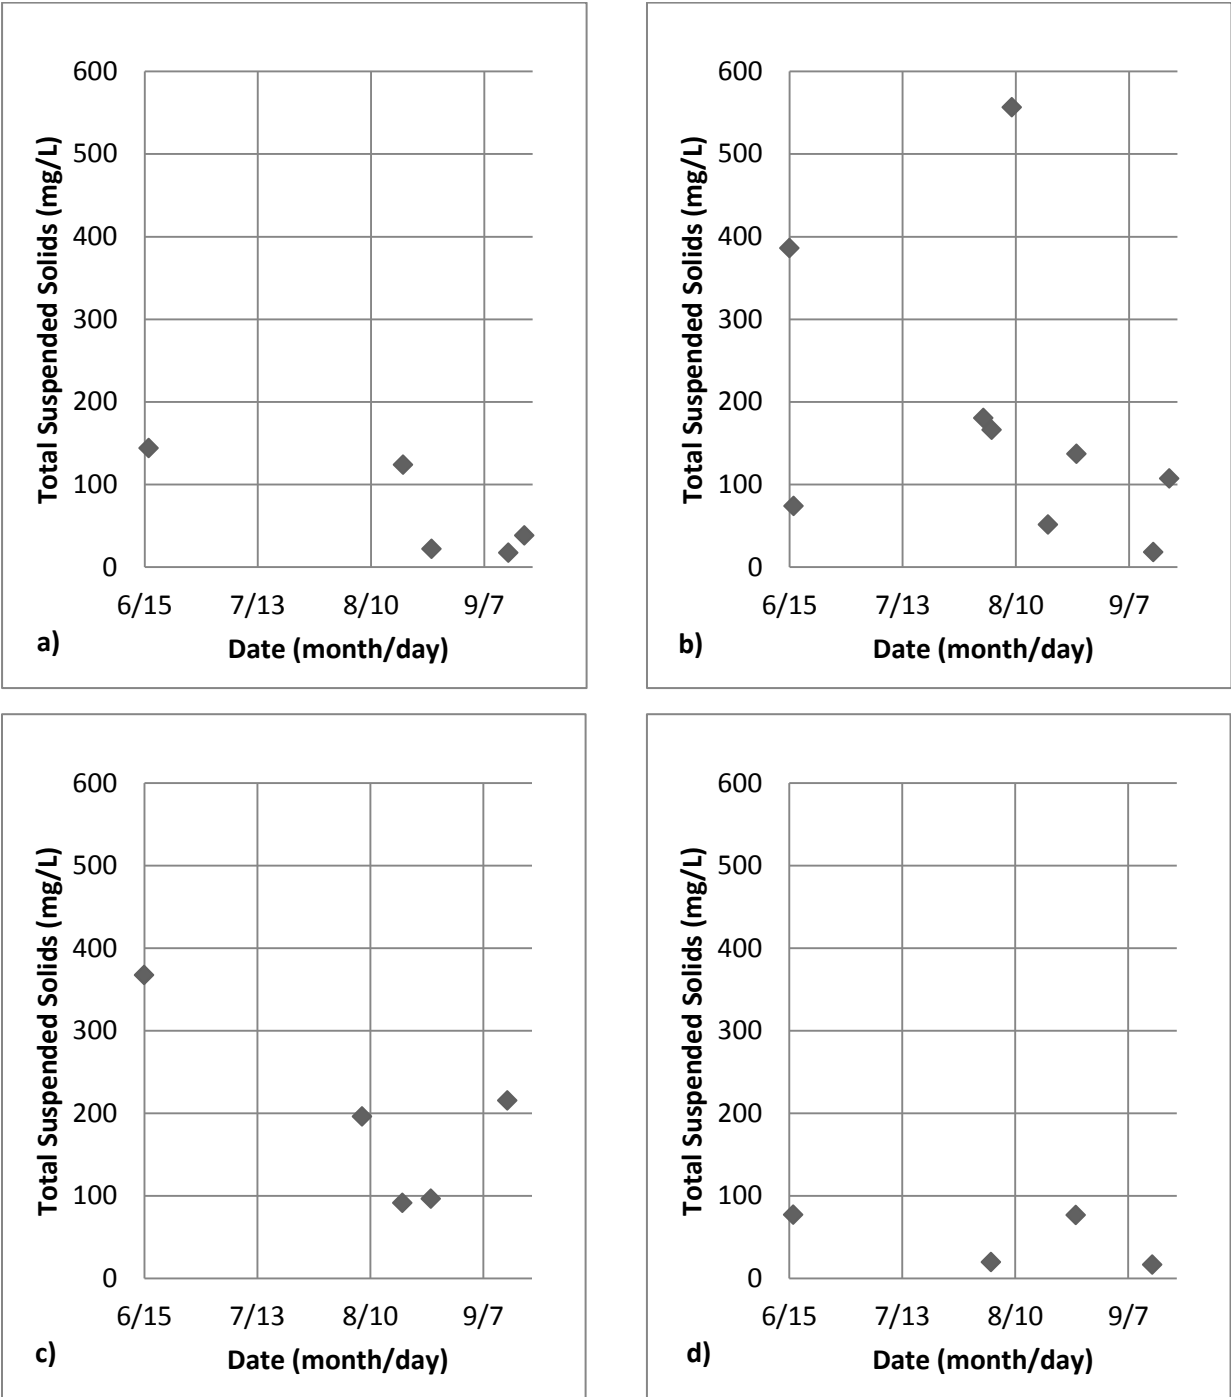 600
500
400
300
200
100
0
Total Suspended Solids (mg/L)
6/15 7/13 8/10 9/7
Date (month/day)
a)
600
500
400
300
200
100
0
Total Suspended Solids (mg/L)
6/15 7/13 8/10 9/7
Date (month/day)
b)
600
500
400
300
200
100
0
Total Suspended Solids (mg/L)
6/15 7/13 8/10 9/7
Date (month/day)
c)
600
500
400
300
200
100
0
Total Suspended Solids (mg/L)
6/15 7/13 8/10 9/7
Date (month/day)
d)